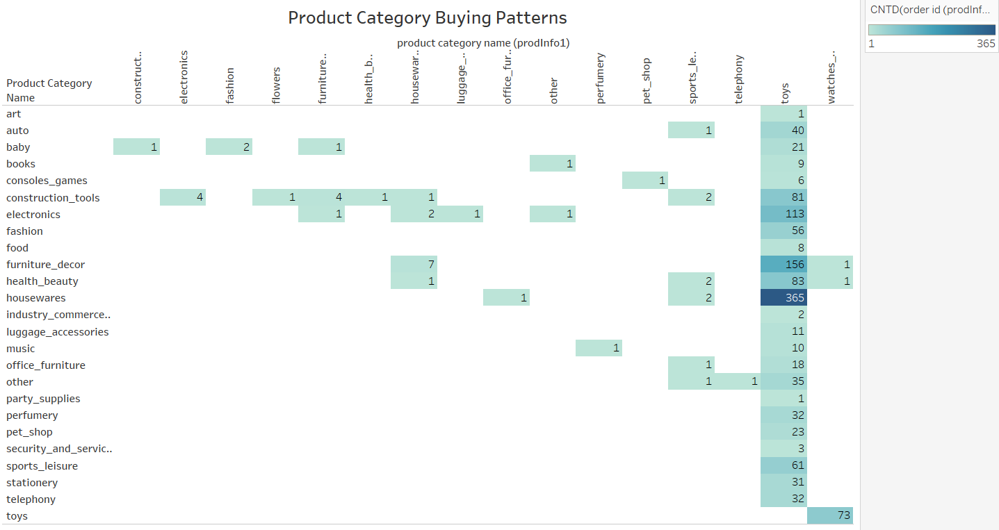 Product Category Buying Patterns
CNTD(order id (prodInf...
1 365
product category name (prodInfo1)
Product Category
Name
construct..
electronics
fashion
flowers
furniture..
health_b..
housewar..
luggage_..
office_fur..
other
perfumery
pet_shop
sports_le..
telephony
toys
watches_..
art 1
auto 1 40
baby 1 2 1 21
books 1 9
consoles_games 1 6
construction_tools 4 1 4 1 1 2 81
electronics 1 2 1 1 113
fashion 56
food 8
furniture_decor 7 156 1
health_beauty 1 2 83 1
housewares 1 2 365
industry_commerce.. 2
luggage_accessories 11
music 1 10
office_furniture 1 18
other 1 1 35
party_supplies 1
perfumery 32
pet_shop 23
security_and_servic.. 3
sports_leisure 61
stationery 31
telephony 32
toys 73